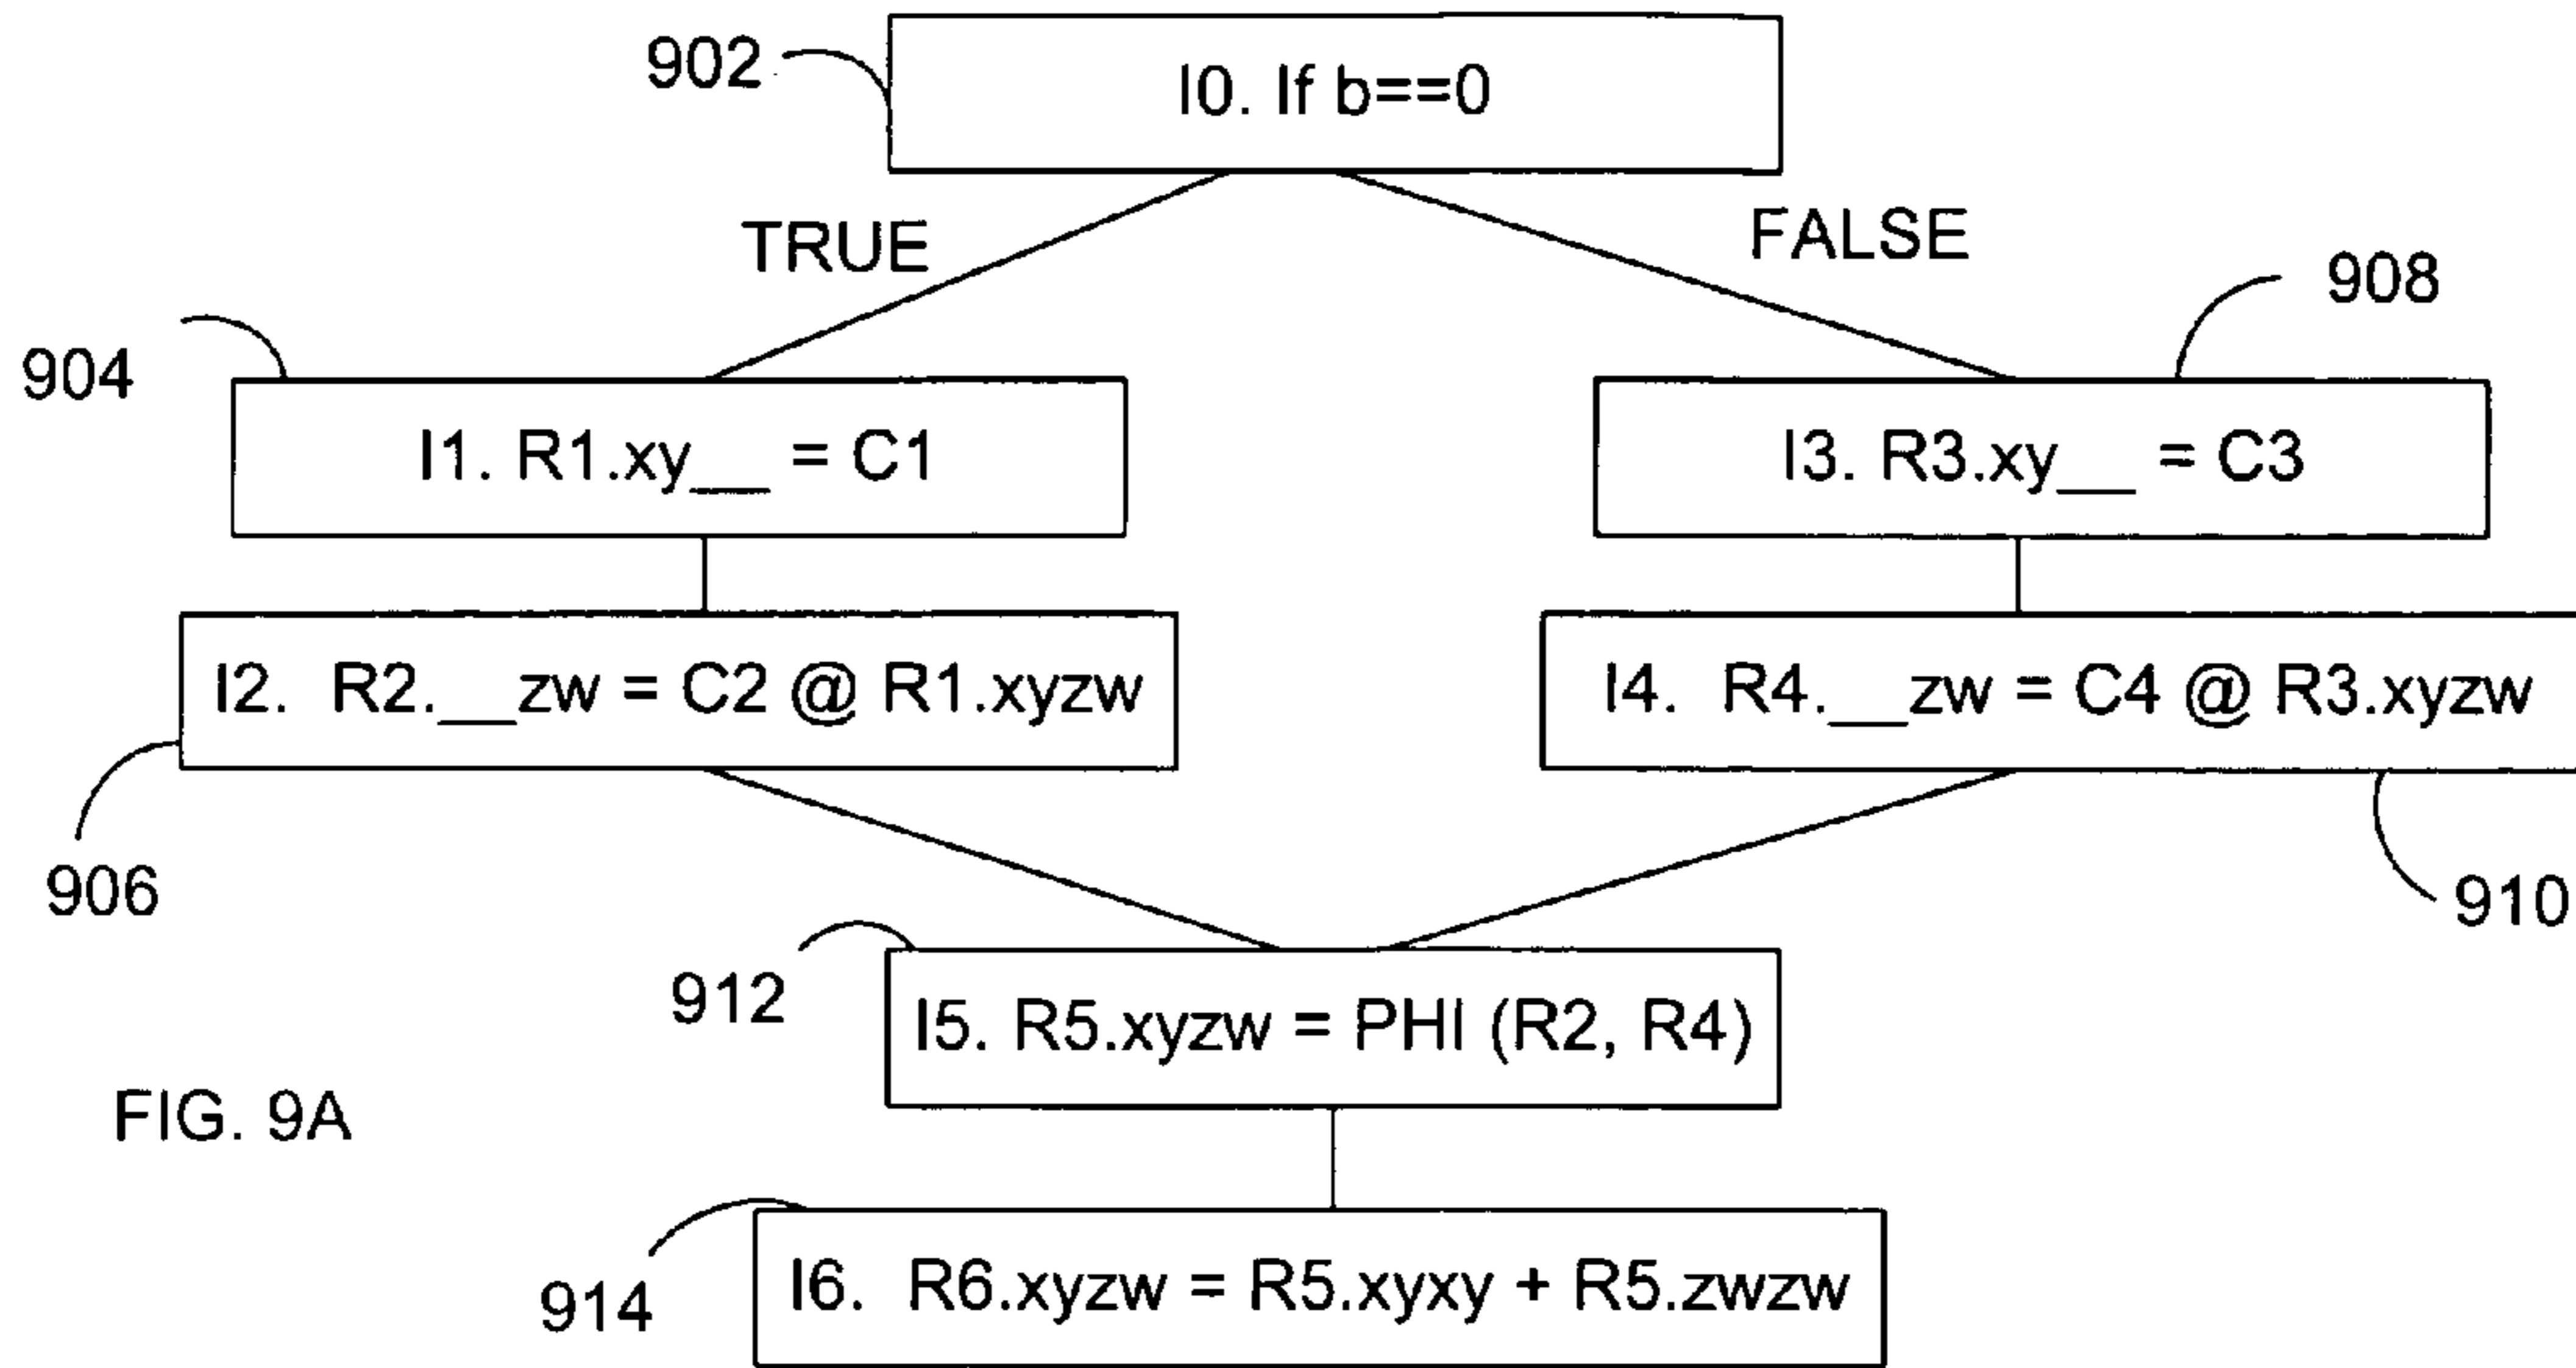 902
I0. If b==0
TRUE
FALSE
908
904
I1. R1.xy__ = C1
I3. R3.xy__ = C3
I2. R2.__zw = C2 @ R1.xyzw
I4. R4.__zw = C4 @ R3.xyzw
906
910
912
I5. R5.xyzw = PHI (R2, R4)
FIG. 9A
914
I6. R6.xyzw = R5.xyxy + R5.zwzw